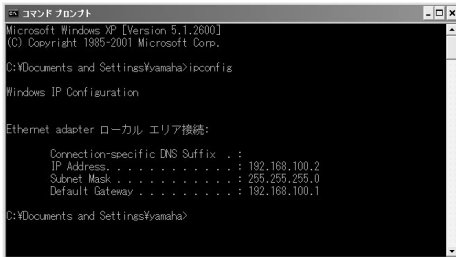 コマンド プロンプト
Microsoft Windows XP [Version 5.1.2600]
(C) Copyright 1985-2001 Microsoft Corp.
C:¥Documents and Settings¥yamaha>ipconfig
Windows IP Configuration
Ethernet adapter ローカル エリア接続:
Connection-specific DNS Suffix . :
IP Address. . . . . . . . . . . . : 192.168.100.2
Subnet Mask . . . . . . . . . . . : 255.255.255.0
Default Gateway . . . . . . . . . : 192.168.100.1
C:¥Documents and Settings¥yamaha>